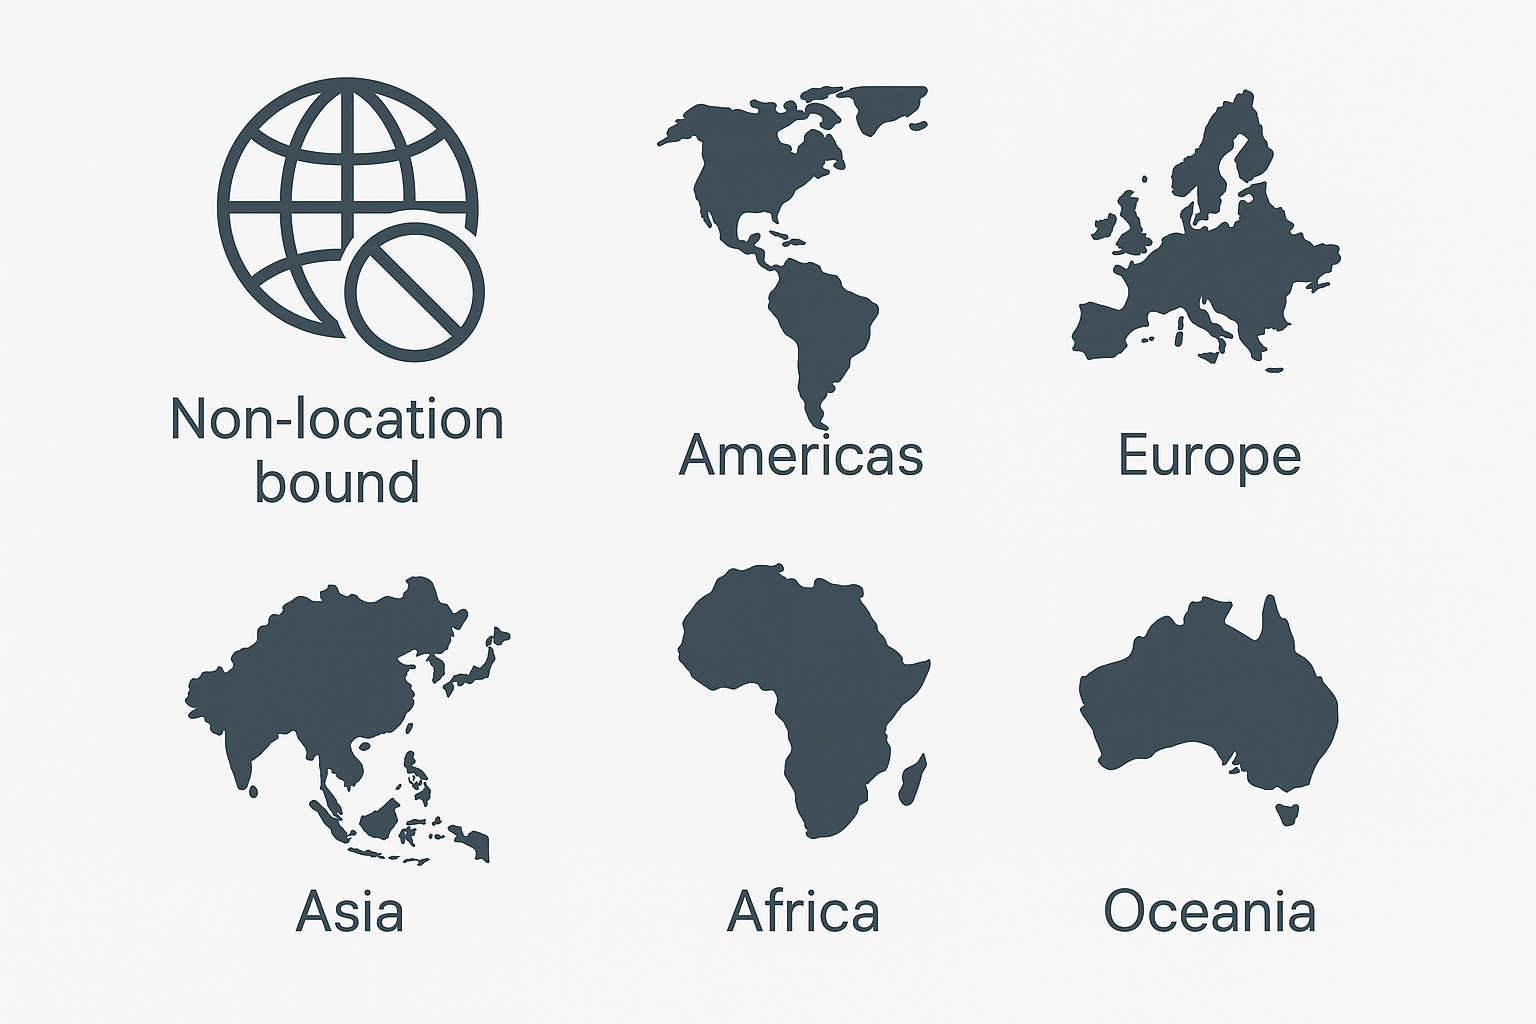 Non-location
bound
Americas
Europe
Asia
Africa
Oceania